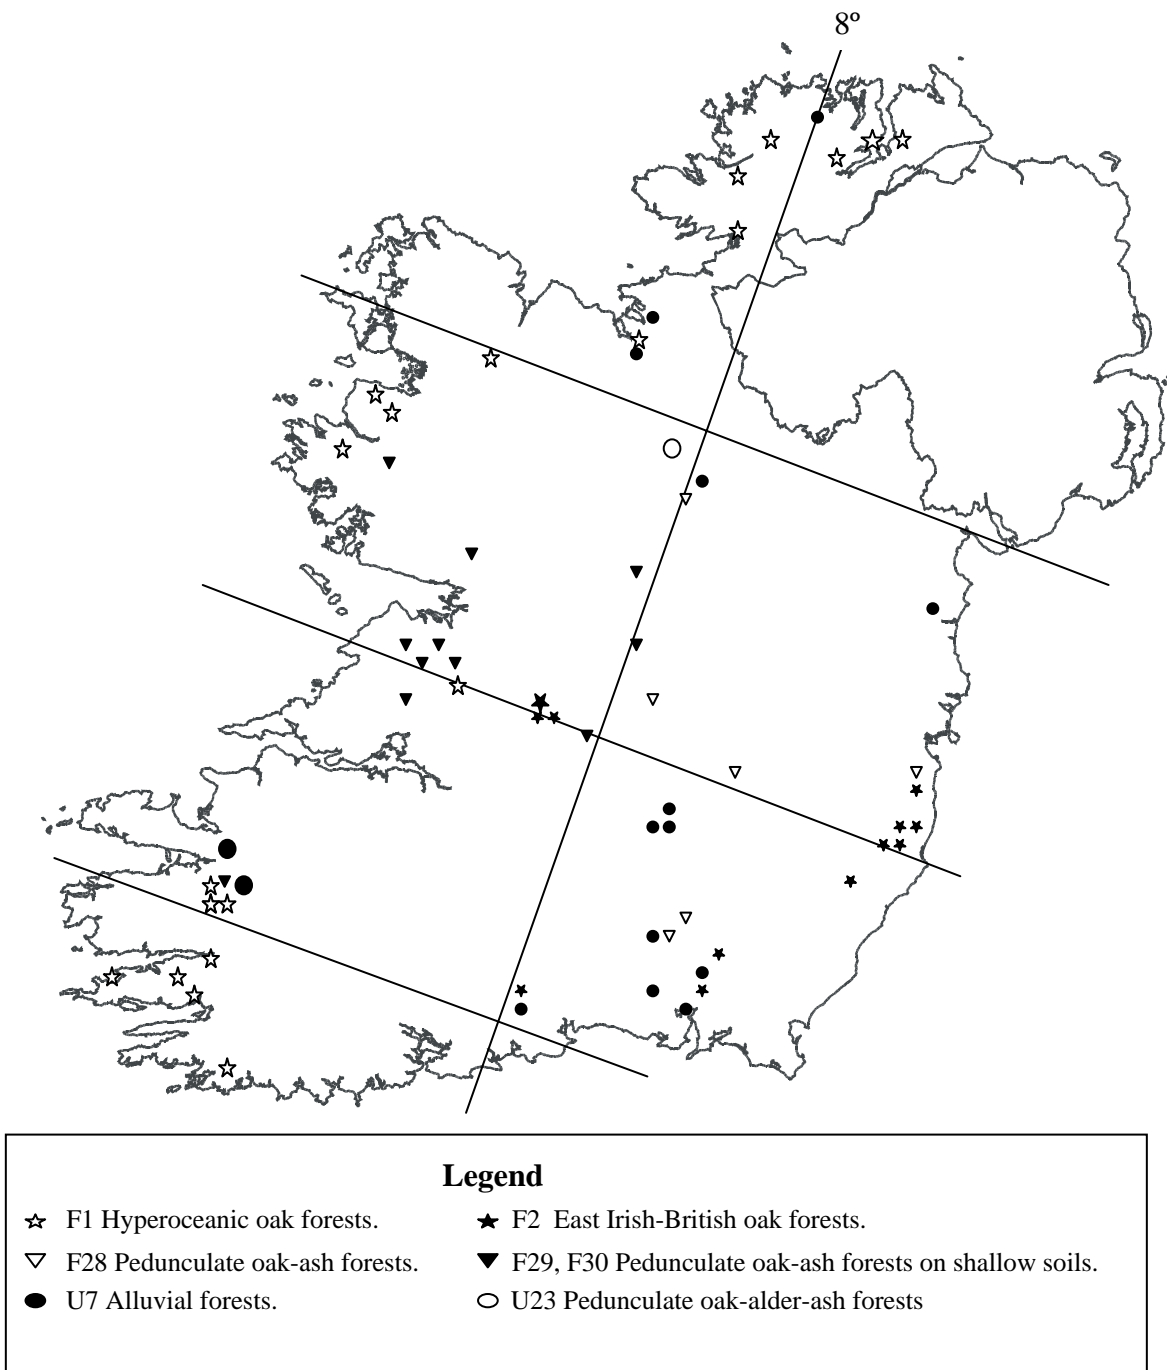 8º
Legend
F1 Hyperoceanic oak forests.
F2 East Irish-British oak forests.
F28 Pedunculate oak-ash forests.
F29, F30 Pedunculate oak-ash forests on shallow soils.
U7 Alluvial forests.
U23 Pedunculate oak-alder-ash forests